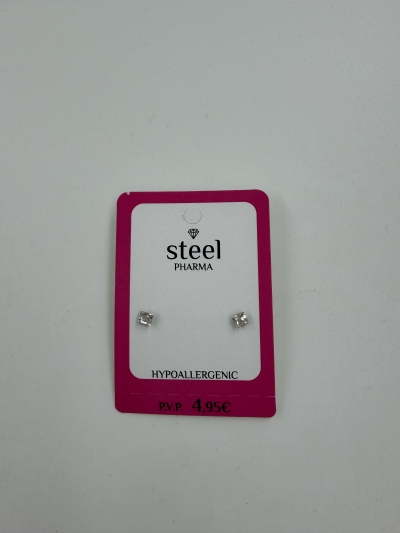 steel
PHARMA
HYPOALLERGENIC
P.V.P. 4,95€